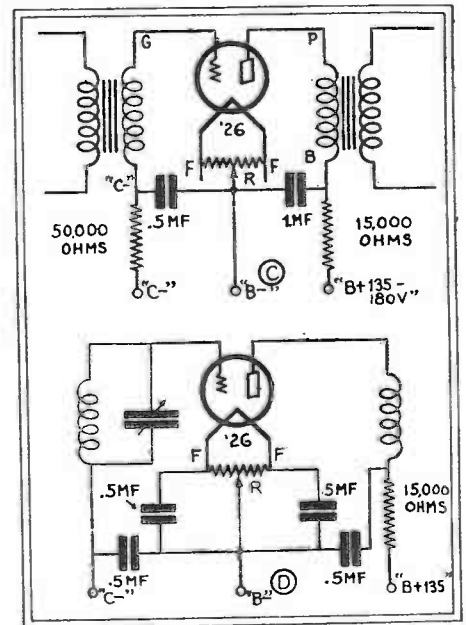 G
P
'26
F
F
R
B
"C-"
.5MF
1MF
50,000
OHMS
15,000
OHMS
"C-"
"B-"
C
"B+135-
180V"
'26
F
F
R
.5MF
.5MF
15,000
OHMS
.5MF
.5MF
"C-"
"B-"
D
"B+135"